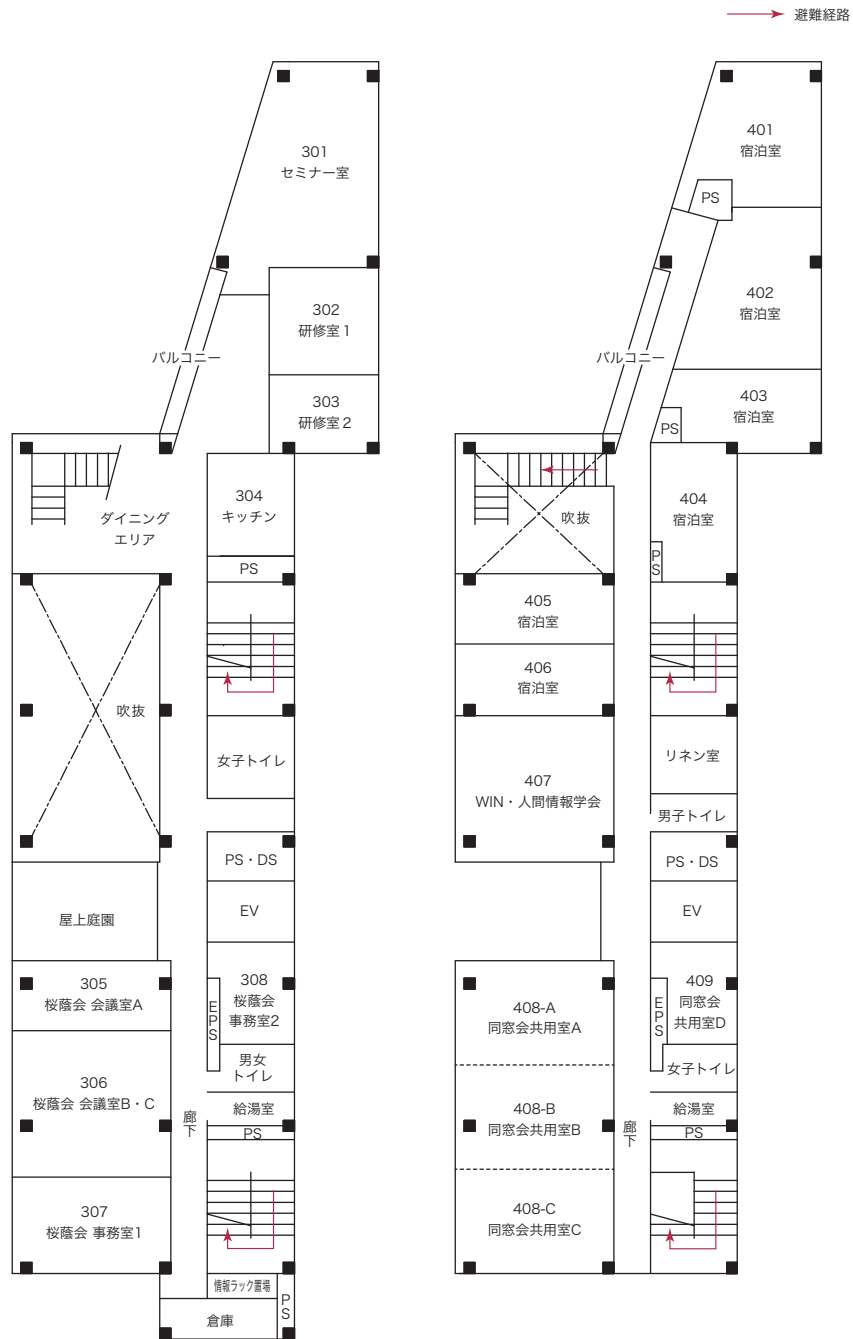 避難経路
301
セミナー室
302
研修室1
バルコニー
303
研修室2
304
キッチン
ダイニング
エリア
PS
吹抜
女子トイレ
PS・DS
屋上庭園
EV
305
桜蔭会 会議室A
308
桜蔭会
事務室2
EPS
男女
トイレ
306
桜蔭会 会議室B・C
給湯室
廊下
PS
307
桜蔭会 事務室1
情報ラック置場
PS
倉庫
401
宿泊室
PS
402
宿泊室
バルコニー
403
宿泊室
PS
404
宿泊室
吹抜
PS
405
宿泊室
406
宿泊室
リネン室
407
WIN・人間情報学会
男子トイレ
PS・DS
EV
408-A
同窓会共用室A
409
同窓会
共用室D
EPS
女子トイレ
408-B
同窓会共用室B
給湯室
廊下
PS
408-C
同窓会共用室C